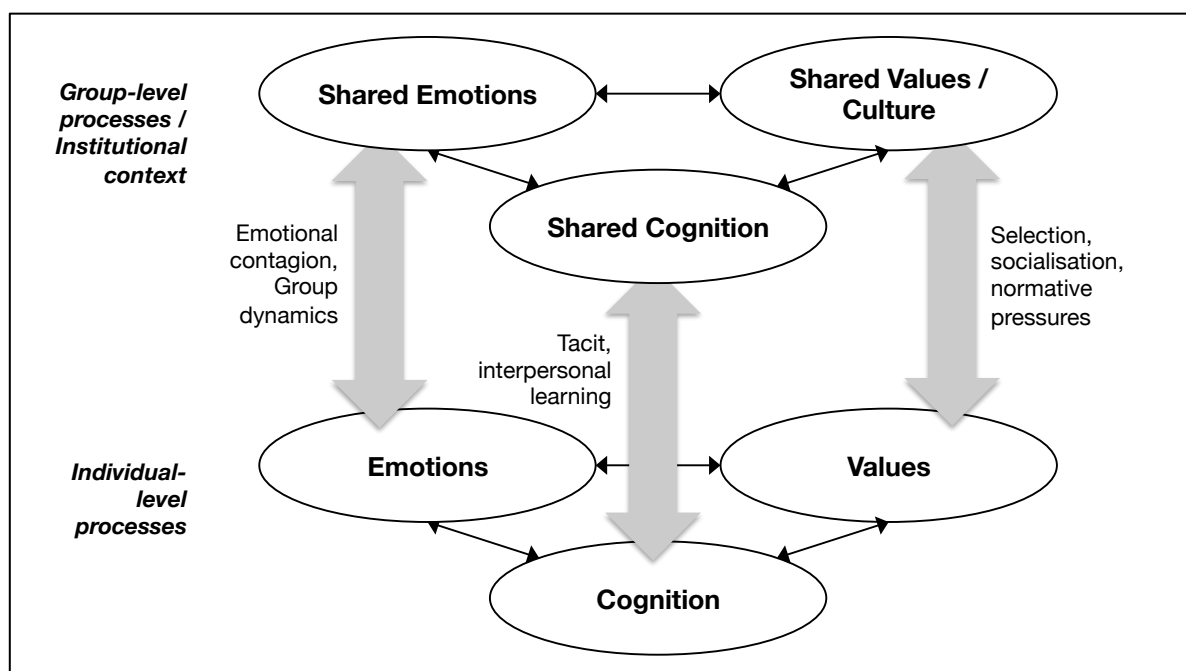 Group-level
processes /
Institutional
context
Shared Emotions
Shared Values /
Culture
Shared Cognition
Emotional
contagion,
Group
dynamics
Tacit,
interpersonal
learning
Selection,
socialisation,
normative
pressures
Individual-
level
processes
Emotions
Values
Cognition